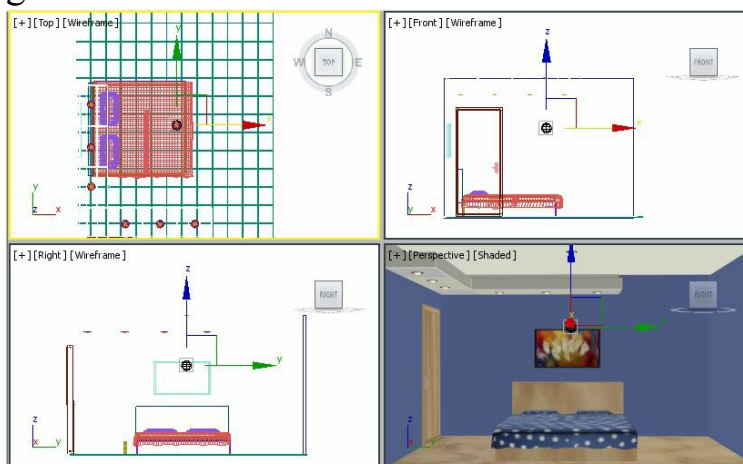 g
[+] [Top] [Wireframe]
N
W TOP E
S
y
x
y
z x
[+] [Front] [Wireframe]
FRONT
z
x
z
y x
[+] [Right] [Wireframe]
RIGHT
z
y
z
x y
[+] [Perspective] [Shaded]
RIGHT
x
y
z
x y